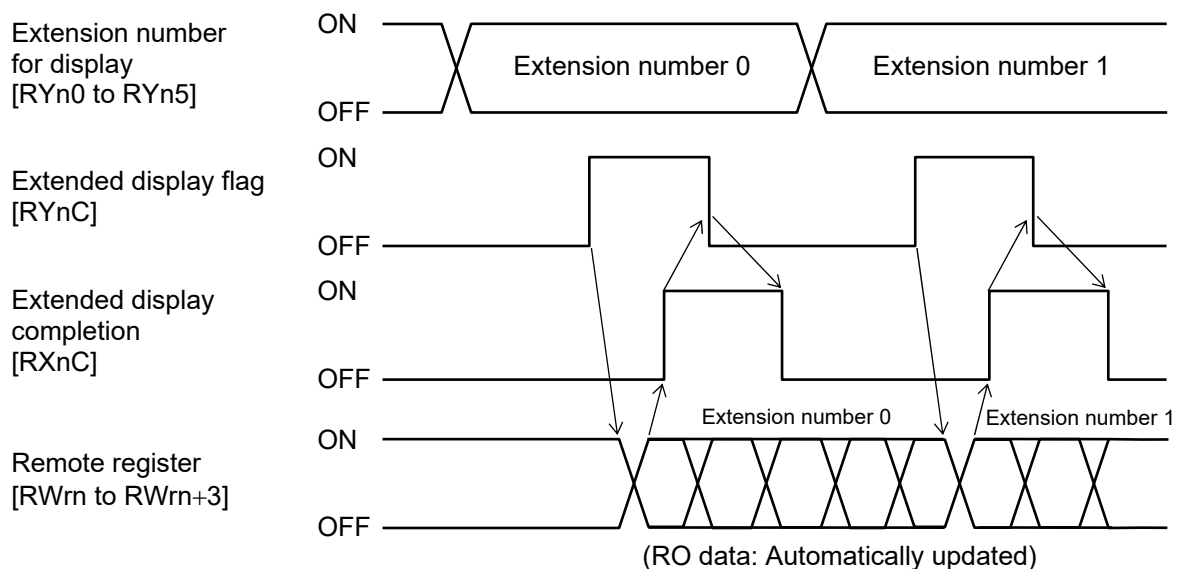 Extension number
for display
[RYn0 to RYn5]
ON
OFF
Extension number 0
Extension number 1
Extended display flag
[RYnC]
ON
OFF
Extended display
completion
[RXnC]
ON
OFF
Remote register
[RWrn to RWrn+3]
ON
OFF
Extension number 0
Extension number 1
(RO data: Automatically updated)